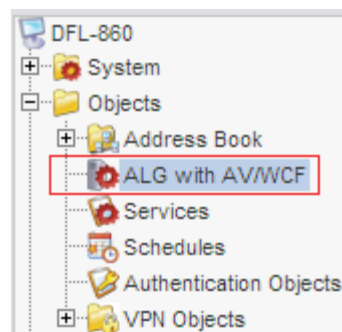 DFL-860
System
Objects
Address Book
ALG with AV/WCF
Services
Schedules
Authentication Objects
VPN Objects